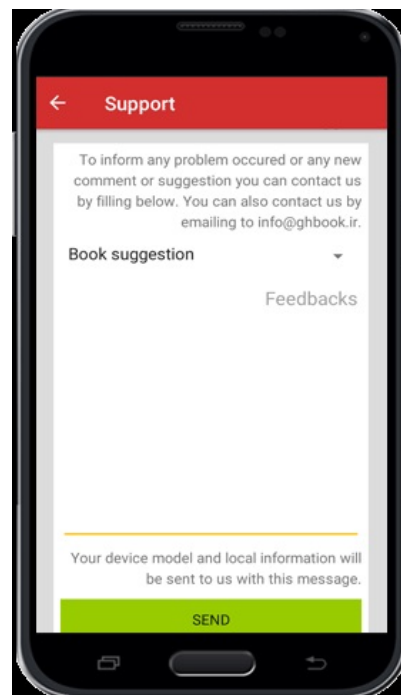 Support
To inform any problem occured or any new
comment or suggestion you can contact us
by filling below. You can also contact us by
emailing to info@ghbook.ir.
Book suggestion
Feedbacks
Your device model and local information will
be sent to us with this message.
SEND